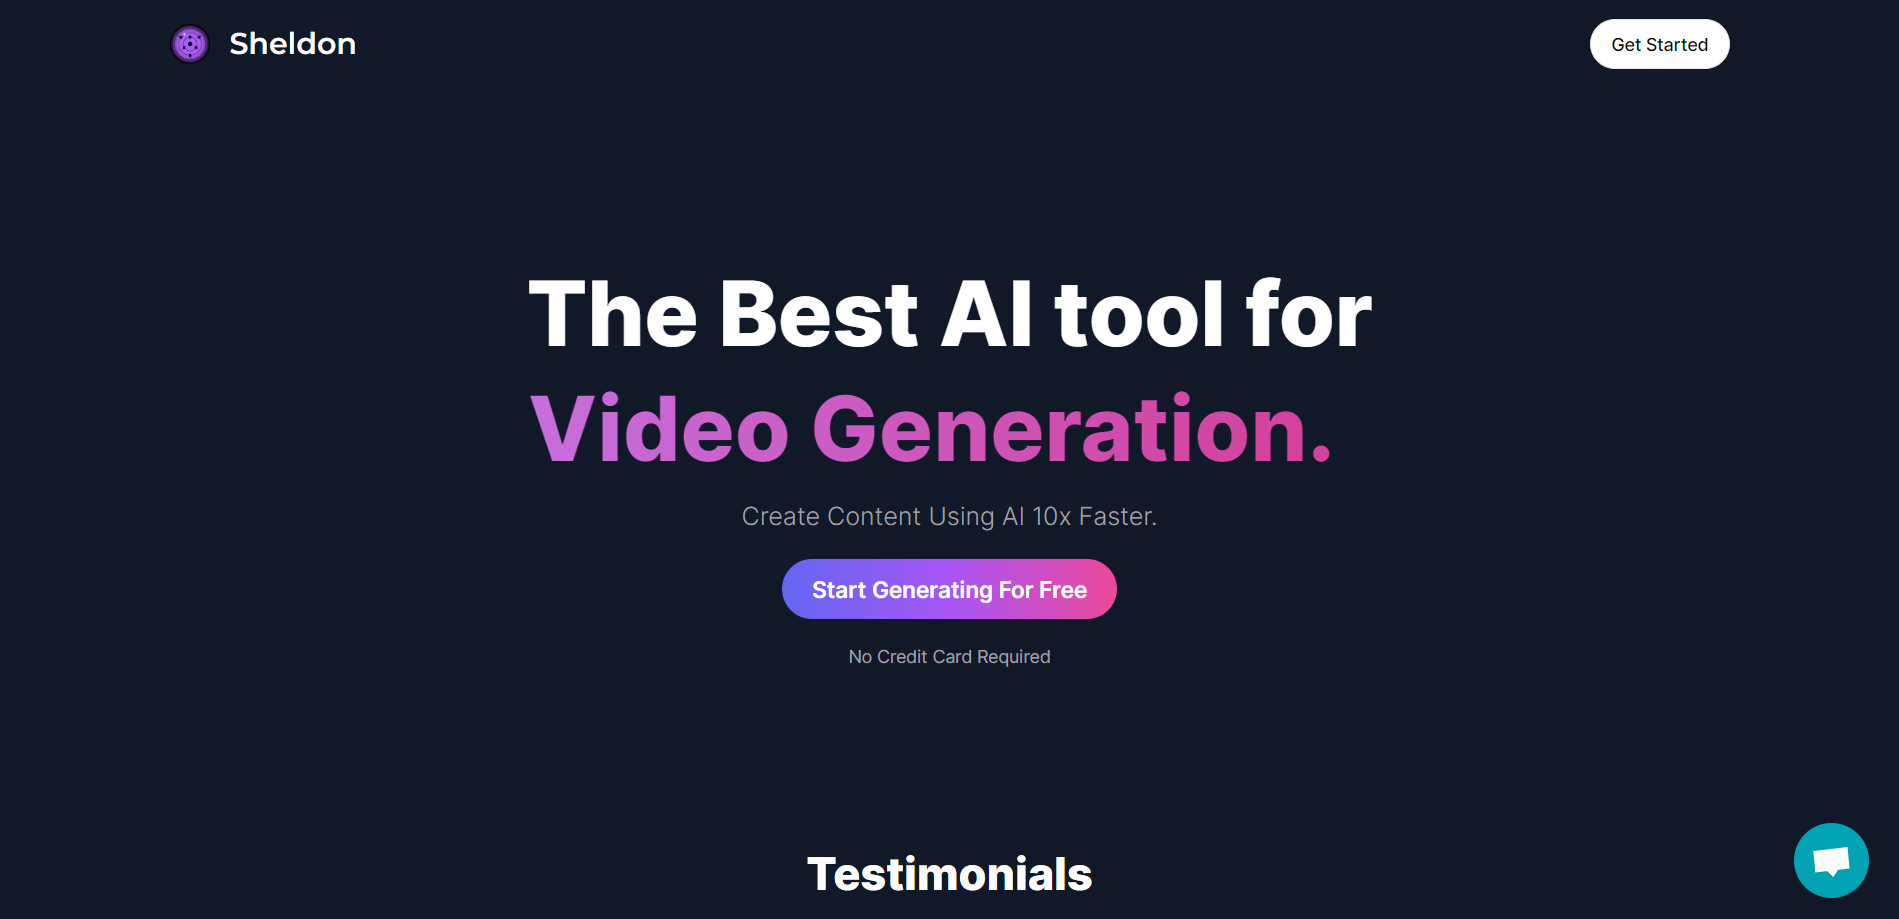 Sheldon
Get Started
The Best AI tool for
Video Generation.
Create Content Using AI 10x Faster.
Start Generating For Free
No Credit Card Required
Testimonials